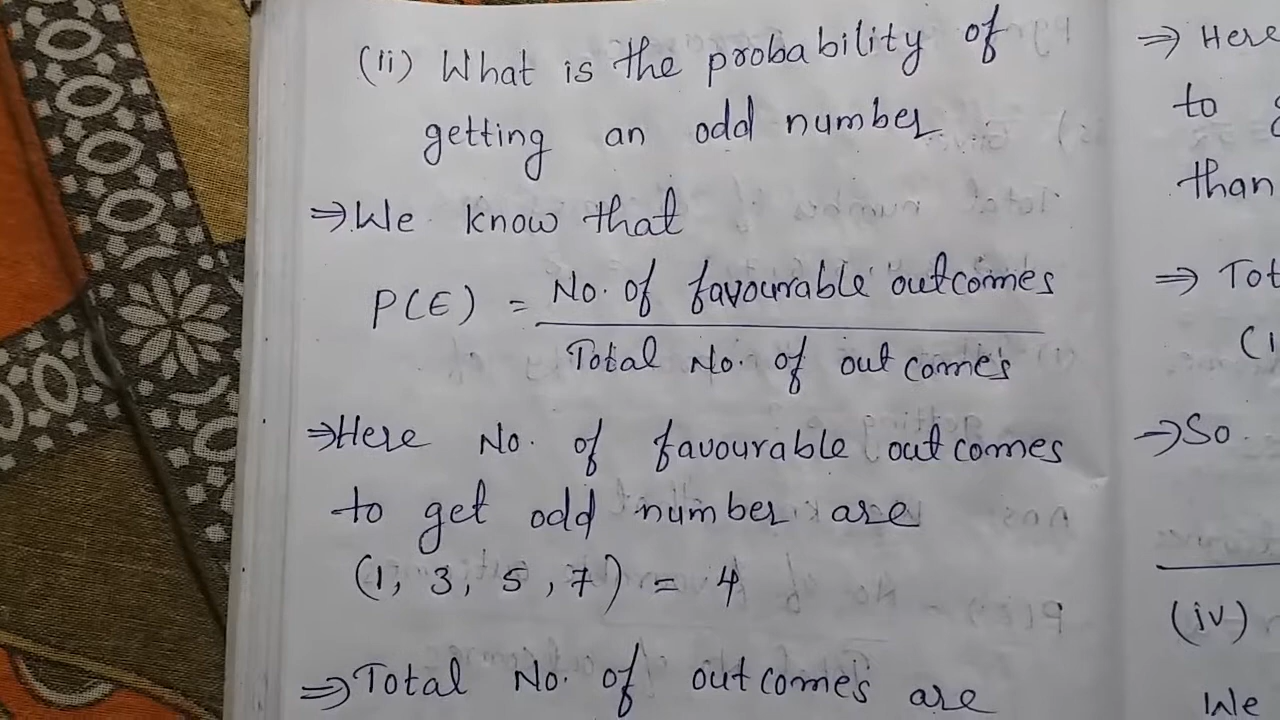 (ii) What is the probability of
getting an odd number
⇒ We know that
P(E) = No. of favourable outcomes
Total No. of outcomes
⇒ Here No. of favourable outcomes
to get odd number are
(1, 3, 5, 7) = 4
⇒ Total No. of outcomes are
⇒ Here
to
than
⇒ Tot
(1
⇒ So
(iv)
We